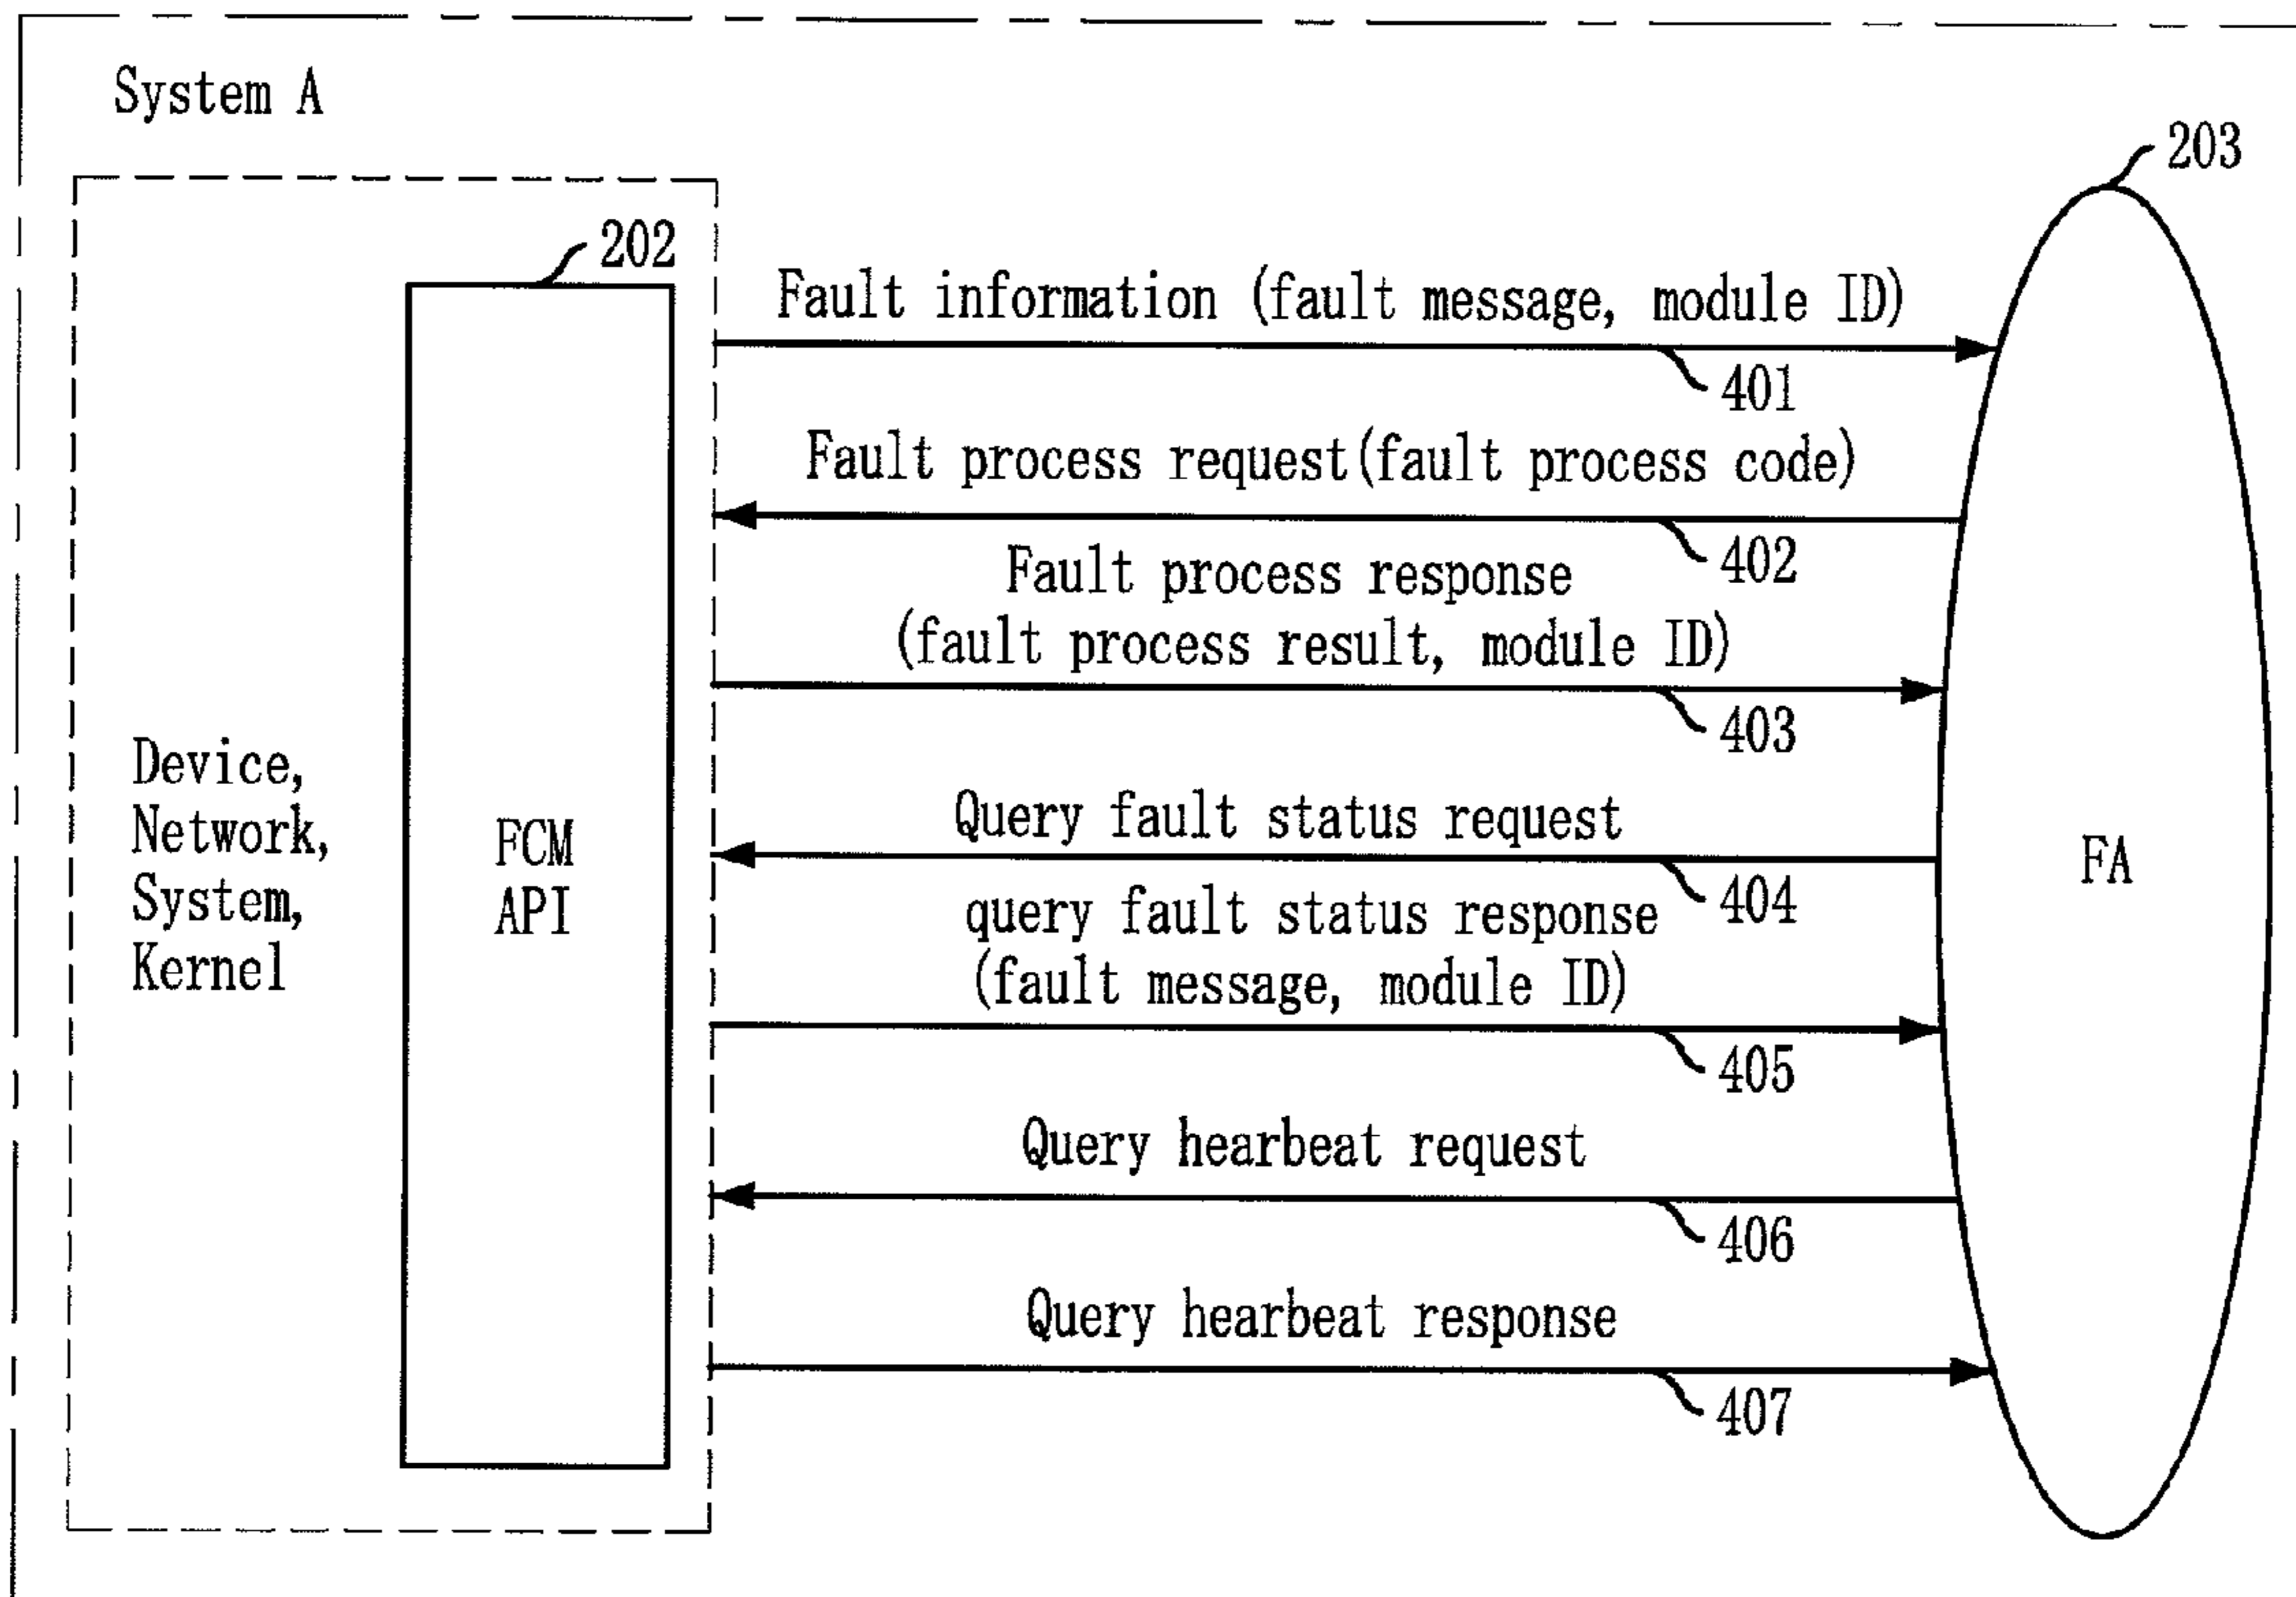 System A
203
202
Fault information (fault message, module ID)
401
Fault process request(fault process code)
402
Fault process response
(fault process result, module ID)
403
Device,
Network,
System,
Kernel
FCM
API
Query fault status request
FA
404
query fault status response
(fault message, module ID)
405
Query hearbeat request
406
Query hearbeat response
407